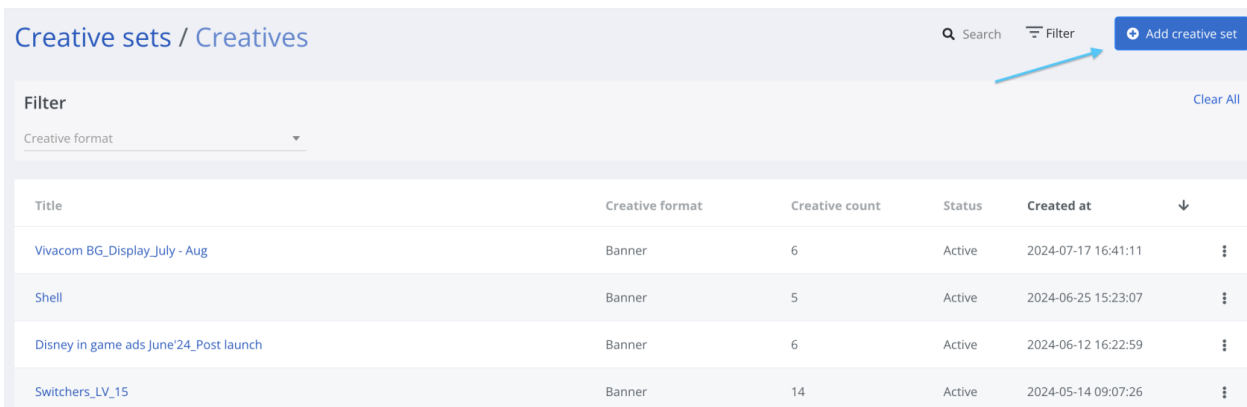 Creative sets / Creatives
Search Filter Add creative set
Filter
Clear All
Creative format
Title Creative format Creative count Status Created at
Vivacom BG_Display_July - Aug Banner 6 Active 2024-07-17 16:41:11
Shell Banner 5 Active 2024-06-25 15:23:07
Disney in game ads June'24_Post launch Banner 6 Active 2024-06-12 16:22:59
Switchers_LV_15 Banner 14 Active 2024-05-14 09:07:26